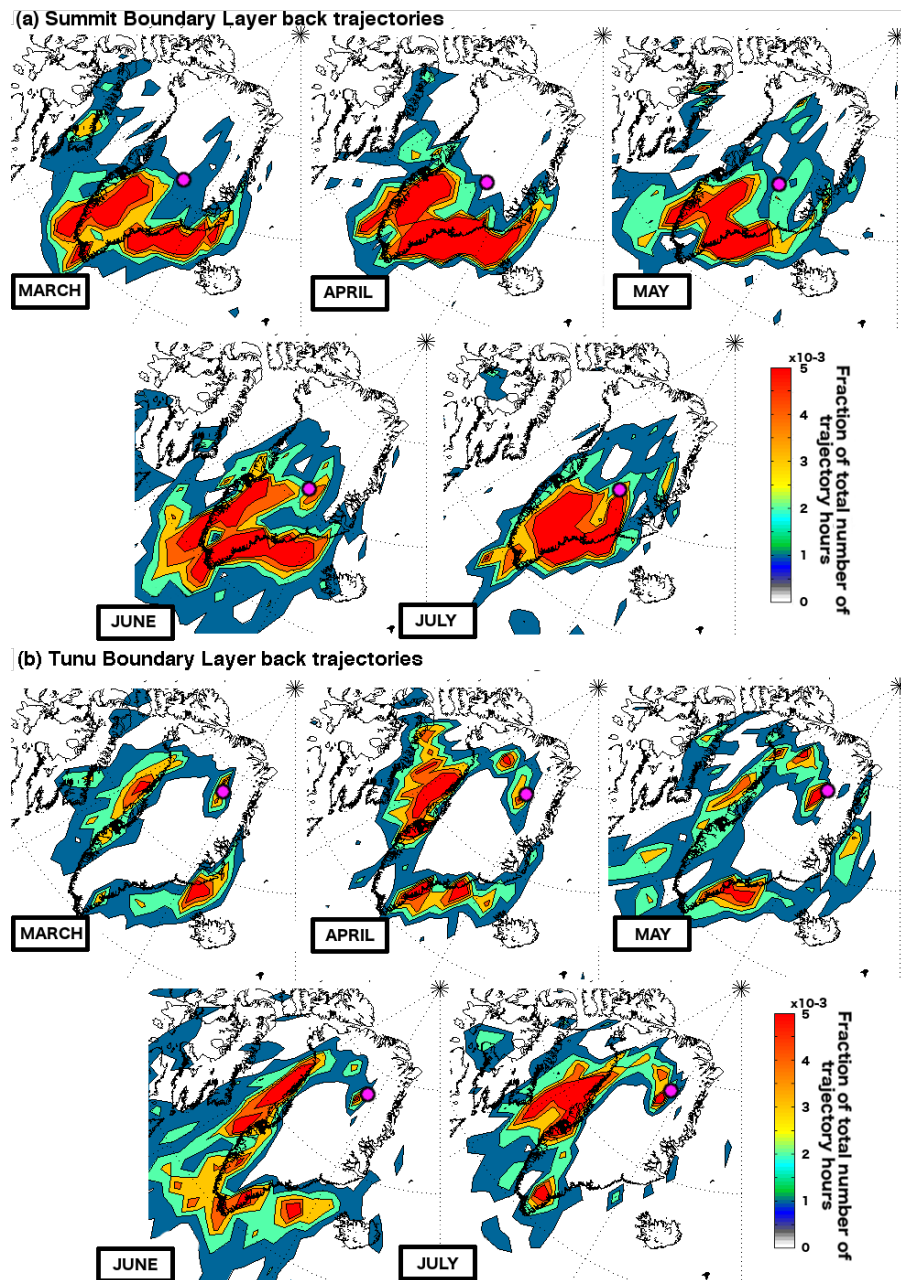 (a) Summit Boundary Layer back trajectories
MARCH
APRIL
MAY
JUNE
JULY
x10-3
5
4
3
2
1
0
Fraction of total number of
trajectory hours
(b) Tunu Boundary Layer back trajectories
MARCH
APRIL
MAY
JUNE
JULY
x10-3
5
4
3
2
1
0
Fraction of total number of
trajectory hours